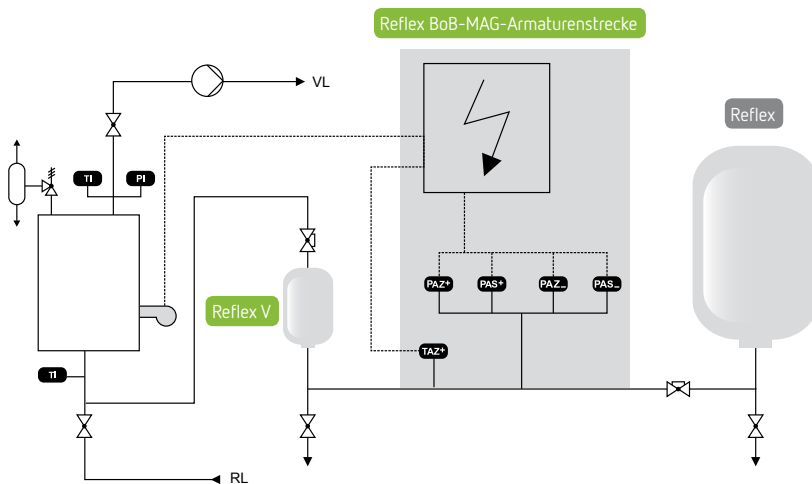 Reflex BoB-MAG-Armaturenstrecke
VL
Reflex
TI
PI
PAZ+
PAS+
PAZ–
PAS–
Reflex V
TAZ+
TI
RL